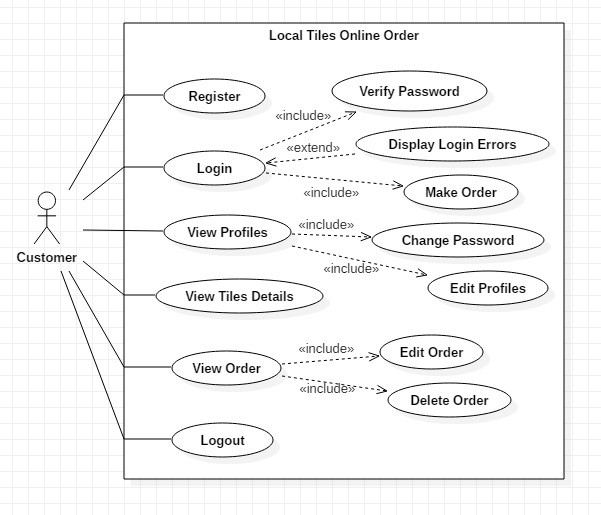 Local Tiles Online Order
Register
Verify Password
«include»
«extend»
Display Login Errors
Login
«include»
Make Order
Customer
View Profiles
«include»
Change Password
«include»
Edit Profiles
View Tiles Details
View Order
«include»
Edit Order
«include»
Delete Order
Logout